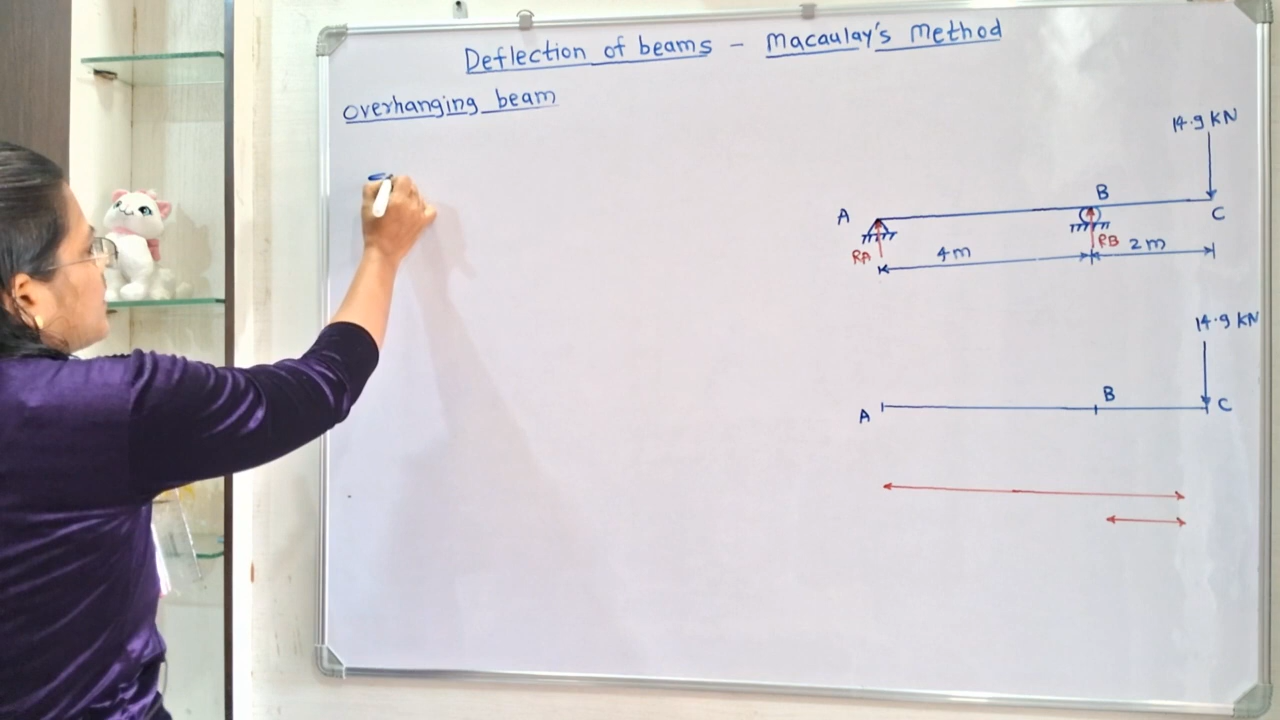 Deflection of beams - Macaulay's Method
Overhanging beam
14.9 KN
A
B
C
RA
RB
4m
2m
14.9 KN
A
B
C